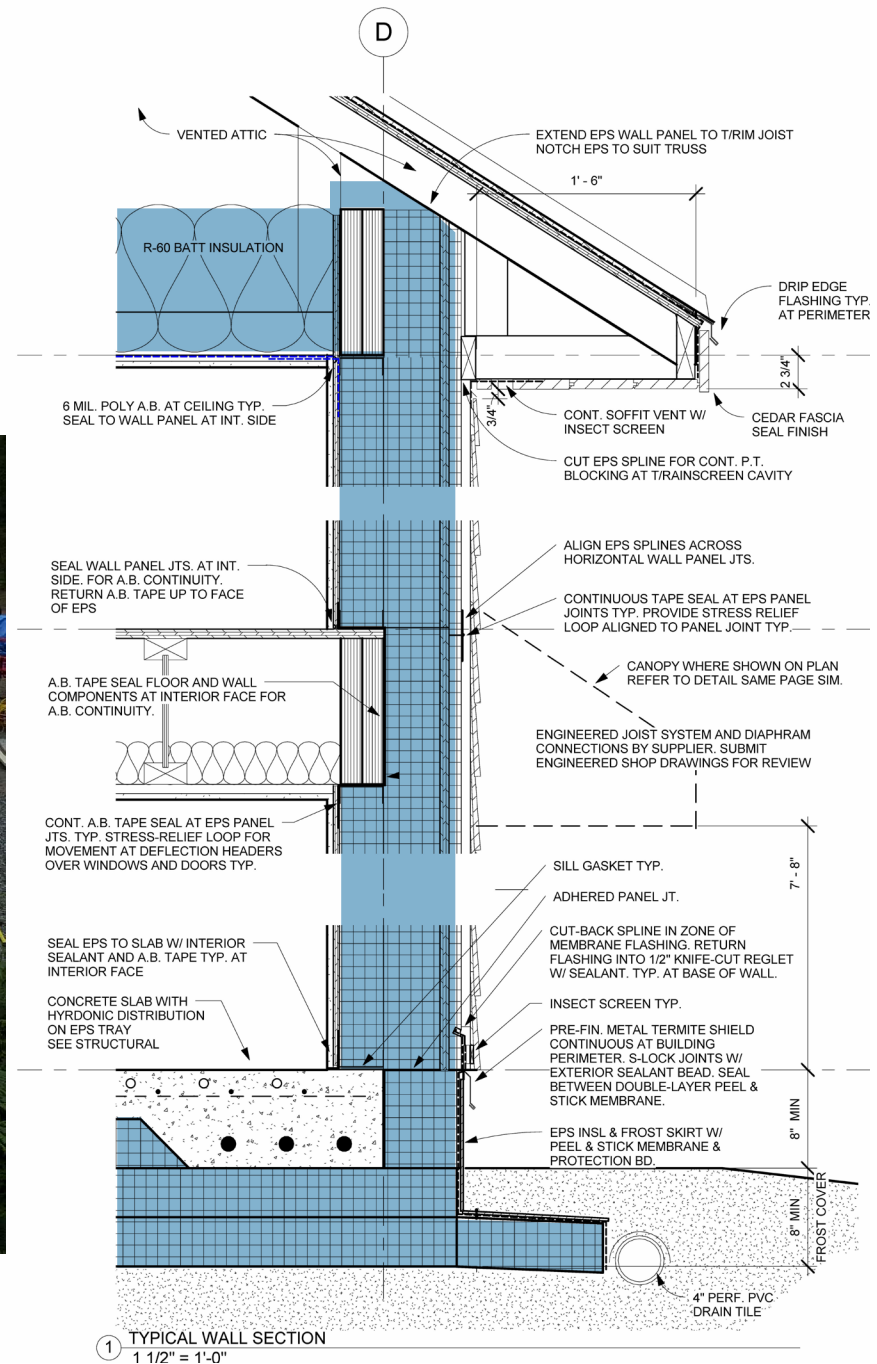 D
VENTED ATTIC
EXTEND EPS WALL PANEL TO T/RIM JOIST
NOTCH EPS TO SUIT TRUSS
1' - 6"
R-60 BATT INSULATION
DRIP EDGE
FLASHING TYP.
AT PERIMETER
2 3/4"
6 MIL. POLY A.B. AT CEILING TYP.
SEAL TO WALL PANEL AT INT. SIDE
3/4"
CONT. SOFFIT VENT W/
INSECT SCREEN
CEDAR FASCIA
SEAL FINISH
CUT EPS SPLINE FOR CONT. P.T.
BLOCKING AT T/RAINSCREEN CAVITY
SEAL WALL PANEL JTS. AT INT.
SIDE. FOR A.B. CONTINUITY.
RETURN A.B. TAPE UP TO FACE
OF EPS
ALIGN EPS SPLINES ACROSS
HORIZONTAL WALL PANEL JTS.
CONTINUOUS TAPE SEAL AT EPS PANEL
JOINTS TYP. PROVIDE STRESS RELIEF
LOOP ALIGNED TO PANEL JOINT TYP.
CANOPY WHERE SHOWN ON PLAN
REFER TO DETAIL SAME PAGE SIM.
A.B. TAPE SEAL FLOOR AND WALL
COMPONENTS AT INTERIOR FACE FOR
A.B. CONTINUITY.
ENGINEERED JOIST SYSTEM AND DIAPHRAM
CONNECTIONS BY SUPPLIER. SUBMIT
ENGINEERED SHOP DRAWINGS FOR REVIEW
CONT. A.B. TAPE SEAL AT EPS PANEL
JTS. TYP. STRESS-RELIEF LOOP FOR
MOVEMENT AT DEFLECTION HEADERS
OVER WINDOWS AND DOORS TYP.
7' - 8"
SILL GASKET TYP.
ADHERED PANEL JT.
CUT-BACK SPLINE IN ZONE OF
MEMBRANE FLASHING. RETURN
FLASHING INTO 1/2" KNIFE-CUT REGLET
W/ SEALANT. TYP. AT BASE OF WALL.
SEAL EPS TO SLAB W/ INTERIOR
SEALANT AND A.B. TAPE TYP. AT
INTERIOR FACE
CONCRETE SLAB WITH
HYRDONIC DISTRIBUTION
ON EPS TRAY
SEE STRUCTURAL
INSECT SCREEN TYP.
PRE-FIN. METAL TERMITE SHIELD
CONTINUOUS AT BUILDING
PERIMETER. S-LOCK JOINTS W/
EXTERIOR SEALANT BEAD. SEAL
BETWEEN DOUBLE-LAYER PEEL &
STICK MEMBRANE.
8" MIN
EPS INSL & FROST SKIRT W/
PEEL & STICK MEMBRANE &
PROTECTION BD.
8" MIN
FROST COVER
4" PERF. PVC
DRAIN TILE
1 TYPICAL WALL SECTION
1 1/2" = 1'-0"